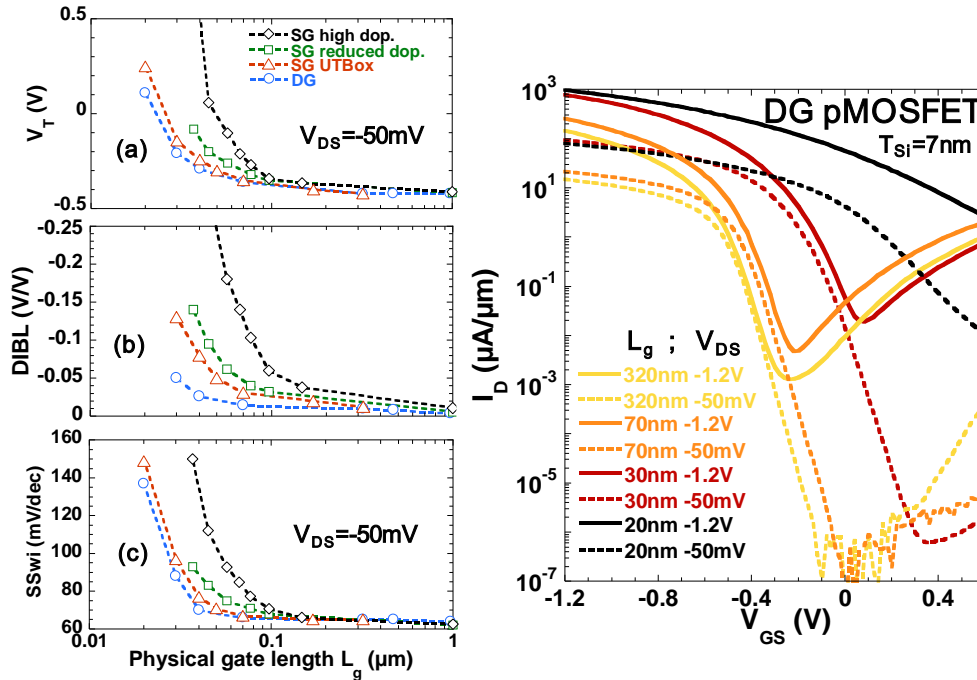 0.5
0
-0.5
V_T (V)
SG high dop.
SG reduced dop.
SG UTBox
DG
(a)
V_DS=-50mV
-0.25
-0.20
-0.15
-0.10
-0.05
0
DIBL (V/V)
(b)
160
140
120
100
80
60
SSwi (mV/dec)
(c)
V_DS=-50mV
0.01
0.1
1
Physical gate length L_g (µm)
10^3
10^1
10^-1
10^-3
10^-5
10^-7
I_D (µA/µm)
DG pMOSFET
T_Si=7nm
L_g ; V_DS
320nm -1.2V
320nm -50mV
70nm -1.2V
70nm -50mV
30nm -1.2V
30nm -50mV
20nm -1.2V
20nm -50mV
-1.2
-0.8
-0.4
0
0.4
V_GS (V)